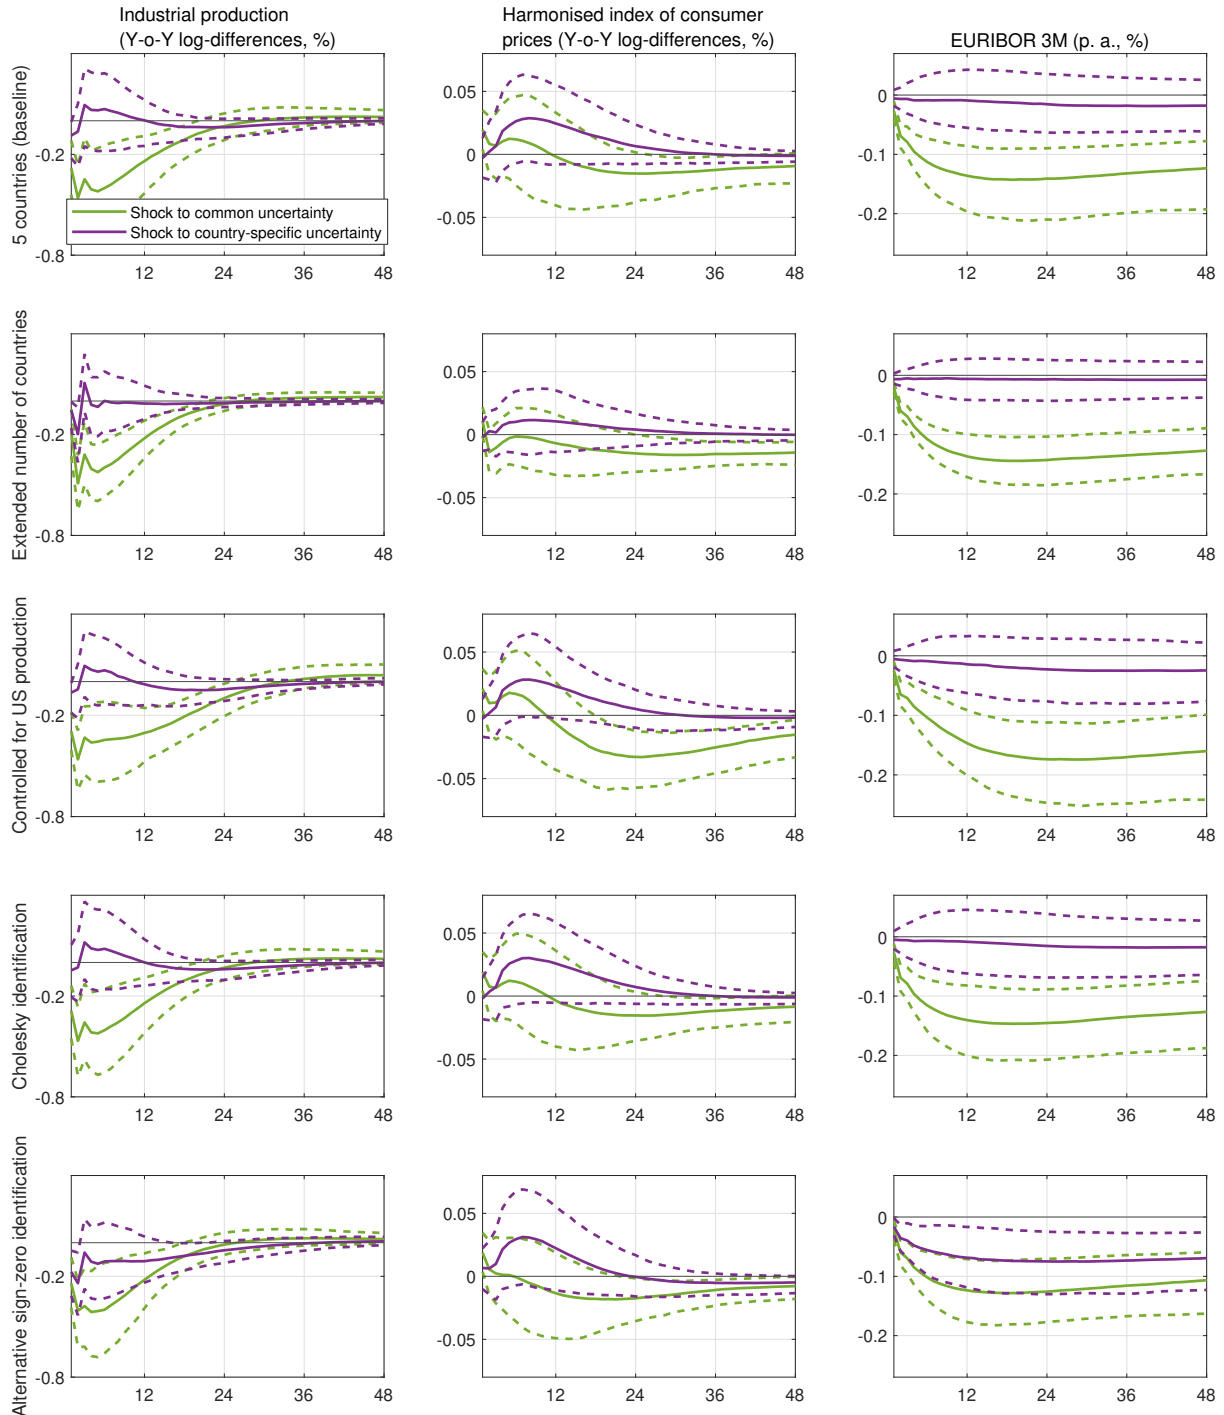 Industrial production
(Y-o-Y log-differences, %)
Harmonised index of consumer
prices (Y-o-Y log-differences, %)
EURIBOR 3M (p. a., %)
5 countries (baseline)
-0.2
-0.8
12 24 36 48
Shock to common uncertainty
Shock to country-specific uncertainty
0.05
0
-0.05
12 24 36 48
0
-0.1
-0.2
12 24 36 48
Extended number of countries
-0.2
-0.8
12 24 36 48
0.05
0
-0.05
12 24 36 48
0
-0.1
-0.2
12 24 36 48
Controlled for US production
-0.2
-0.8
12 24 36 48
0.05
0
-0.05
12 24 36 48
0
-0.1
-0.2
12 24 36 48
Cholesky identification
-0.2
-0.8
12 24 36 48
0.05
0
-0.05
12 24 36 48
0
-0.1
-0.2
12 24 36 48
Alternative sign-zero identification
-0.2
-0.8
12 24 36 48
0.05
0
-0.05
12 24 36 48
0
-0.1
-0.2
12 24 36 48